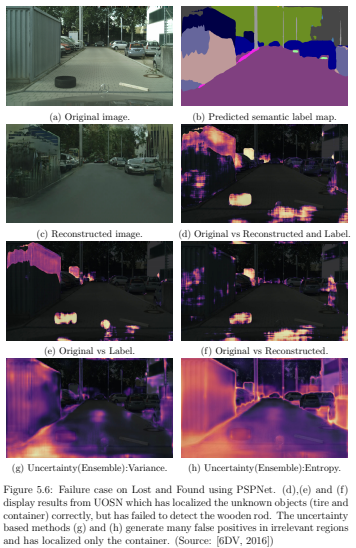 (a) Original image.
(b) Predicted semantic label map.
(c) Reconstructed image.
(d) Original vs Reconstructed and Label.
(e) Original vs Label.
(f) Original vs Reconstructed.
(g) Uncertainty(Ensemble):Variance.
(h) Uncertainty(Ensemble):Entropy.
Figure 5.6: Failure case on Lost and Found using PSPNet. (d),(e) and (f)
display results from UOSN which has localized the unknown objects (tire and
container) correctly, but has failed to detect the wooden rod. The uncertainty
based methods (g) and (h) generate many false positives in irrelevant regions
and has localized only the container. (Source: [6DV, 2016])